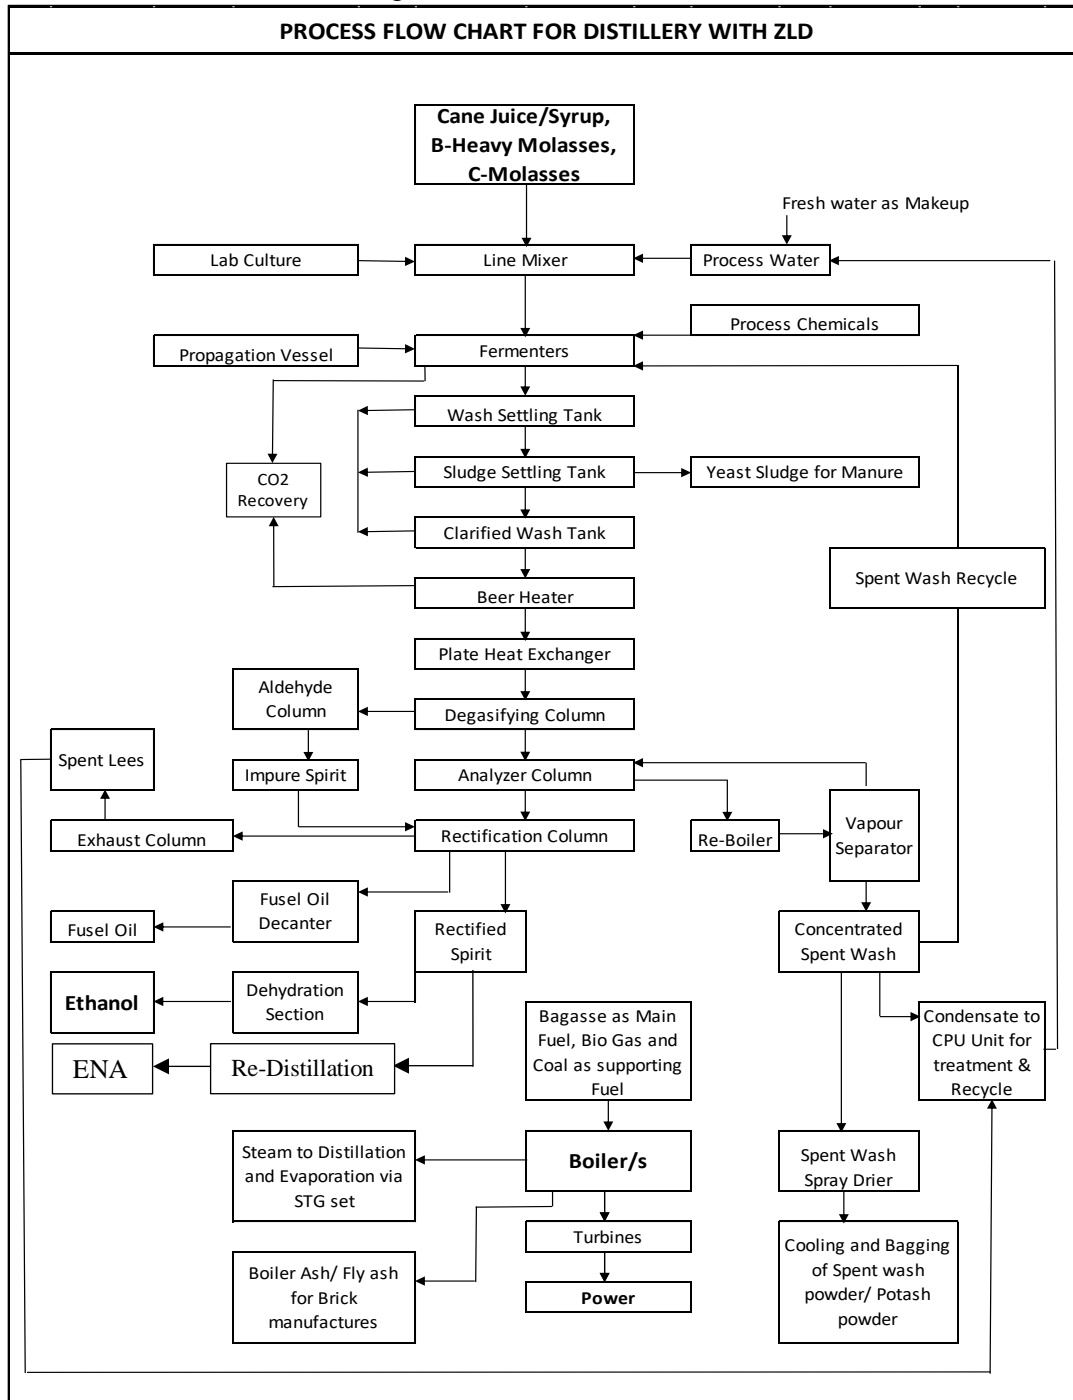 PROCESS FLOW CHART FOR DISTILLERY WITH ZLD
Cane Juice/Syrup,
B-Heavy Molasses,
C-Molasses
Fresh water as Makeup
Lab Culture
Line Mixer
Process Water
Process Chemicals
Propagation Vessel
Fermenters
Wash Settling Tank
CO2
Recovery
Sludge Settling Tank
Yeast Sludge for Manure
Clarified Wash Tank
Spent Wash Recycle
Beer Heater
Plate Heat Exchanger
Aldehyde
Column
Degasifying Column
Spent Lees
Impure Spirit
Analyzer Column
Exhaust Column
Rectification Column
Re-Boiler
Vapour
Separator
Fusel Oil
Fusel Oil
Decanter
Rectified
Spirit
Concentrated
Spent Wash
Ethanol
Dehydration
Section
Bagasse as Main
Fuel, Bio Gas and
Coal as supporting
Fuel
Condensate to
CPU Unit for
treatment &
Recycle
ENA
Re-Distillation
Steam to Distillation
and Evaporation via
STG set
Boiler/s
Spent Wash
Spray Drier
Turbines
Boiler Ash/ Fly ash
for Brick
manufactures
Power
Cooling and Bagging
of Spent wash
powder/ Potash
powder